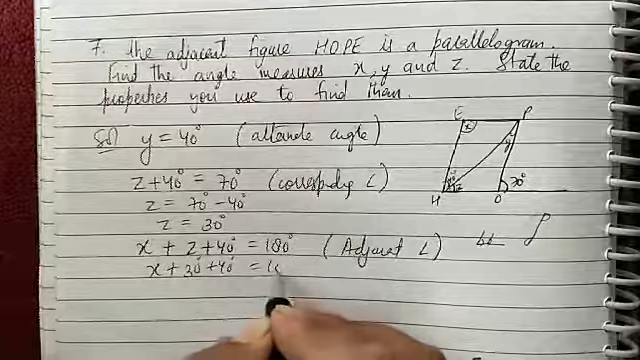 7. The adjacent figure HOPE is a parallelogram.
Find the angle measures x, y and z. State the
properties you use to find them.
Sol) y = 40° (alternate angle)
z + 40° = 70° (corresponding ∠)
z = 70° - 40°
z = 30°
x + z + 40° = 180° (Adjacent ∠)
x + 30° + 40° = 1
E P
x y
40° z 70°
H O